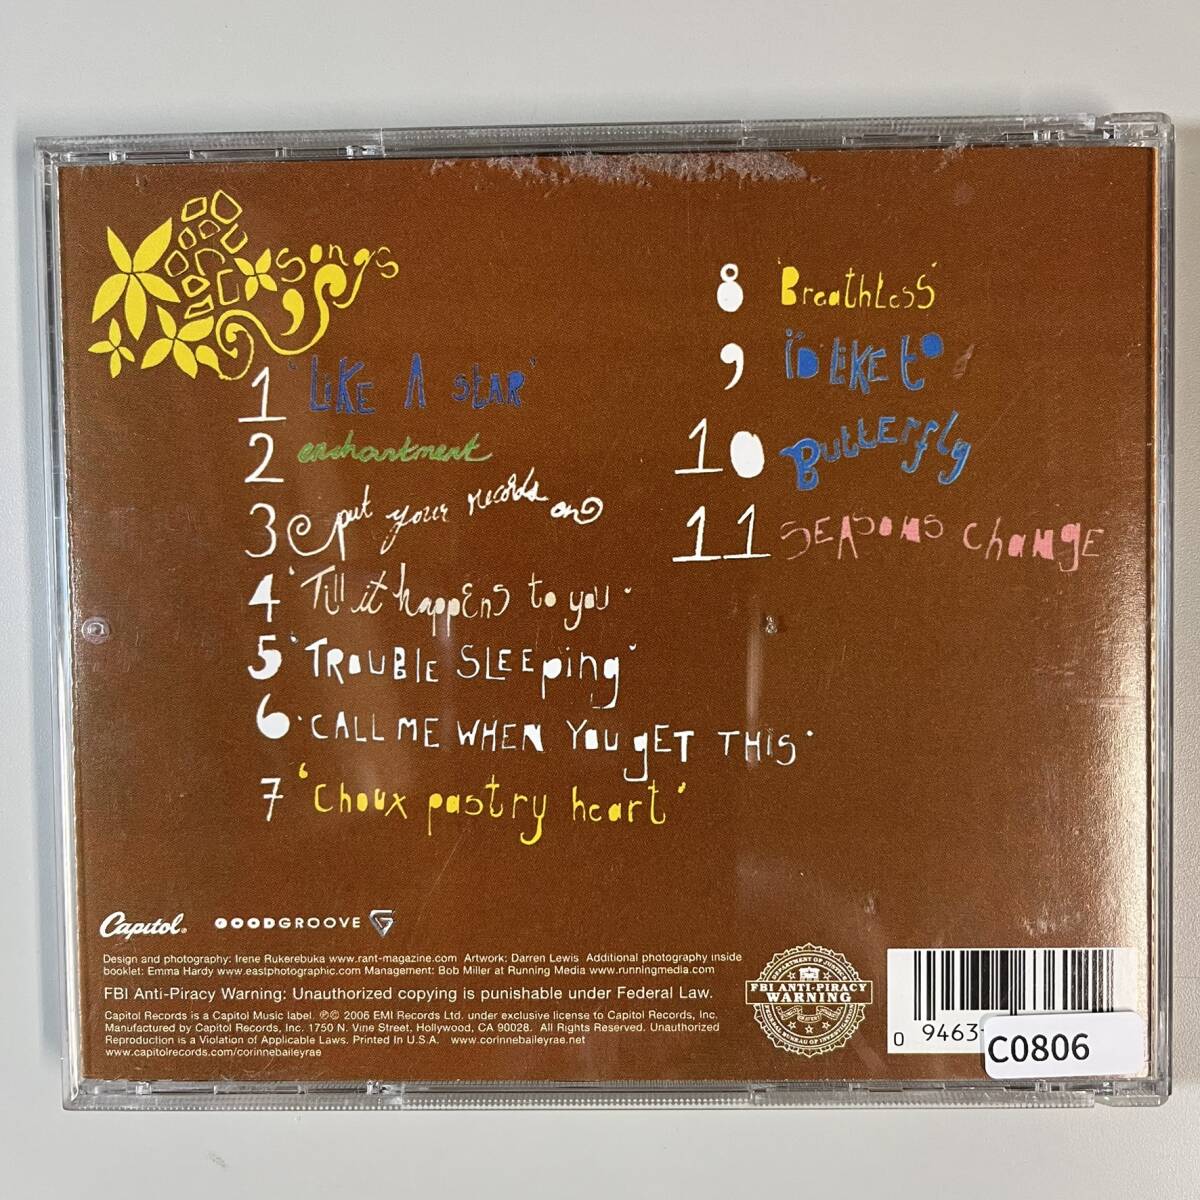 songs
1 'LIKE A STAR'
2 enchantment
3 put your records on
4 'Till it happens to you'
5 'TROUBLE SLEEPing'
6 'CALL ME WHEN YOU gET THIS'
7 'Choux pastry heart'
8 'BreathLesS'
9 I'D LIKE to
10 ButtErfly
11 SEASONS ChaNgE
Capitol®
GOODGROOVE G
Design and photography: Irene Rukerebuka www.rant-magazine.com Artwork: Darren Lewis Additional photography inside
booklet: Emma Hardy www.eastphotographic.com Management: Bob Miller at Running Media www.runningmedia.com
FBI Anti-Piracy Warning: Unauthorized copying is punishable under Federal Law.
Capitol Records is a Capitol Music label. ℗© 2006 EMI Records Ltd. under exclusive license to Capitol Records, Inc.
Manufactured by Capitol Records, Inc. 1750 N. Vine Street, Hollywood, CA 90028. All Rights Reserved. Unauthorized
Reproduction is a Violation of Applicable Laws. Printed In U.S.A. www.corinnebaileyrae.net
www.capitolrecords.com/corinnebaileyrae
DEPARTMENT OF JUSTICE
FBI ANTI-PIRACY
WARNING
FEDERAL BUREAU OF INVESTIGATION
0 9463
C0806